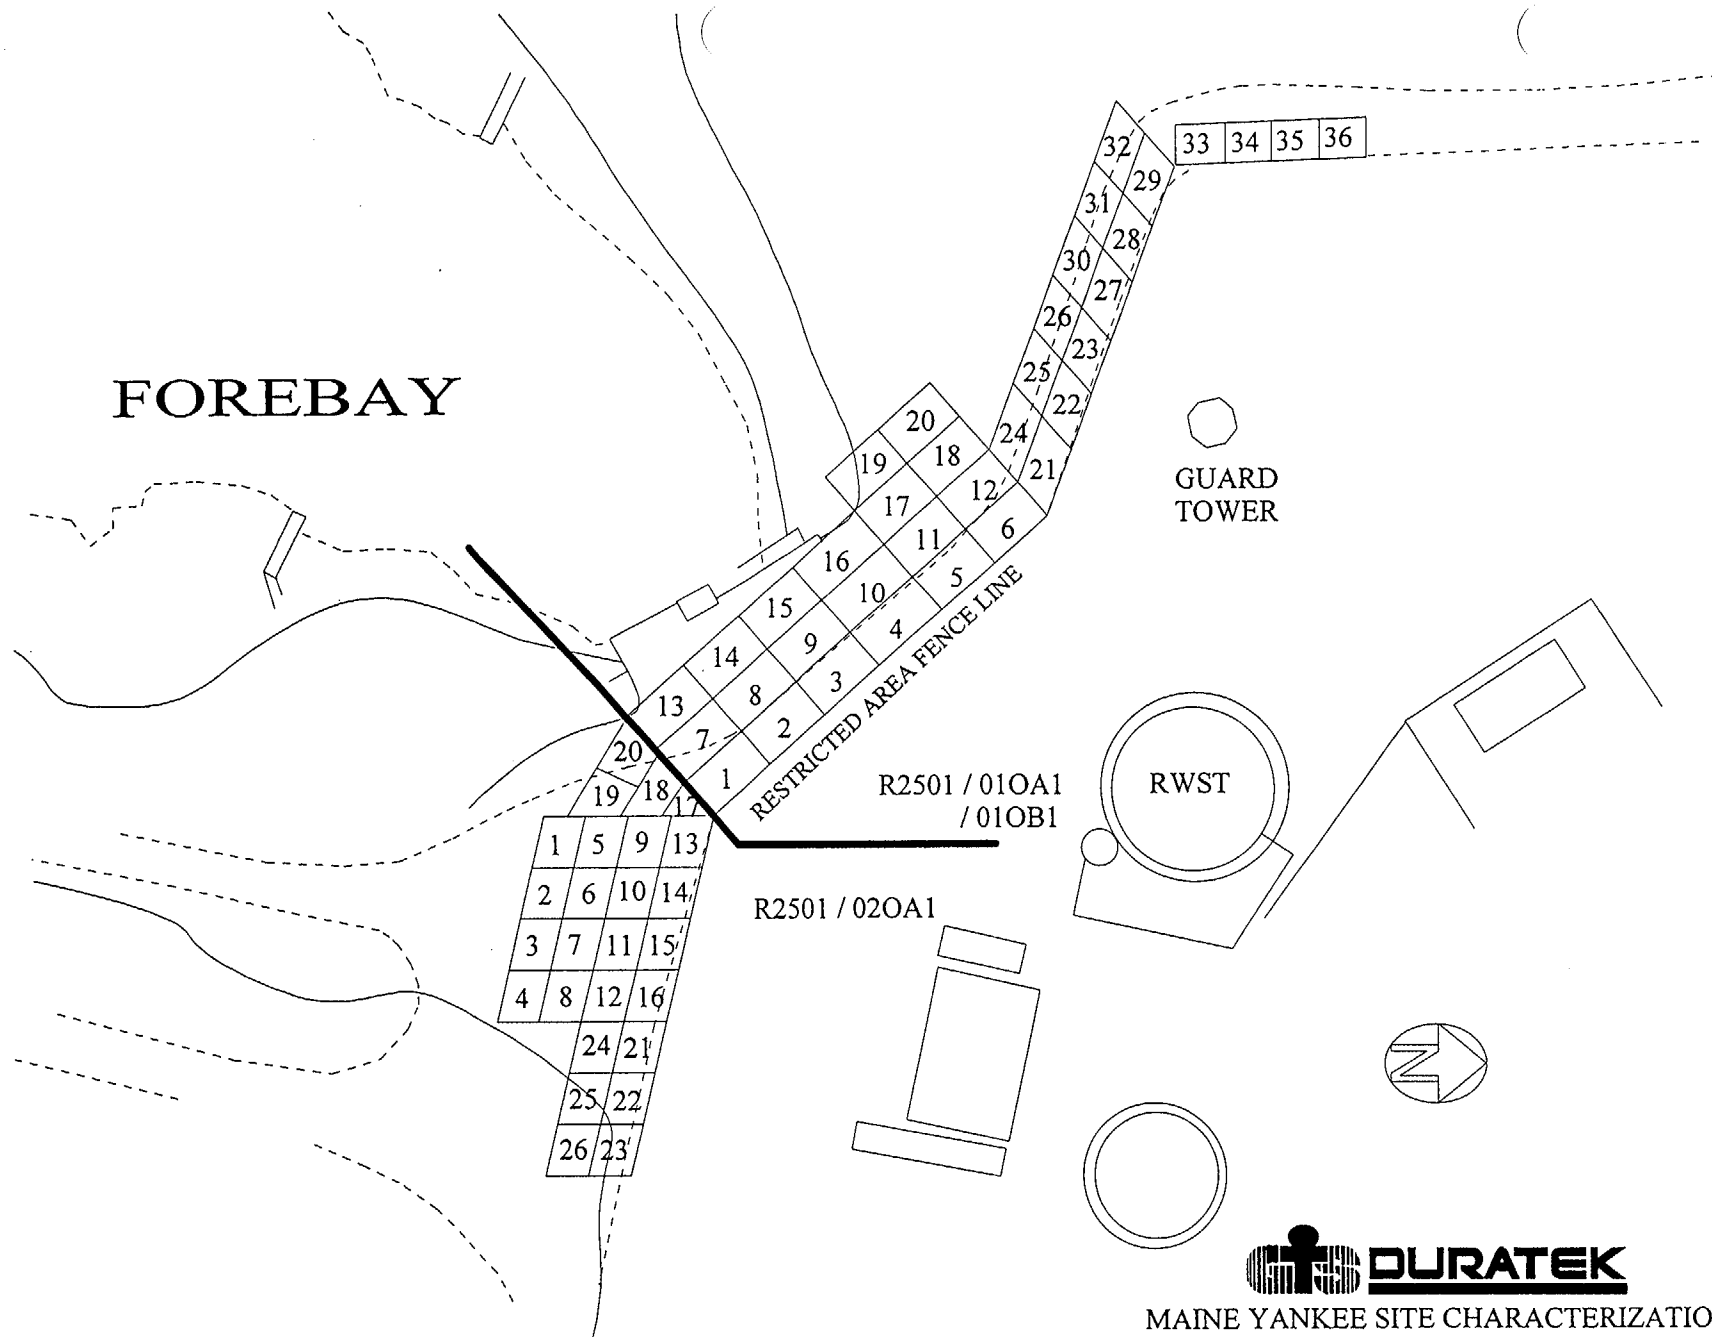 32
33 34 35 36
29
31
28
30
27
26
23
25
22
24
21
FOREBAY
20
19 18
17 12
16 11 6
15 10 5
14 9 4
13 8 3
20 7 2
19 18 17 1
RESTRICTED AREA FENCE LINE
GUARD
TOWER
RWST
R2501 / 01OA1
/ 01OB1
R2501 / 02OA1
1 5 9 13
2 6 10 14
3 7 11 15
4 8 12 16
24 21
25 22
26 23
N
GTS DURATEK
MAINE YANKEE SITE CHARACTERIZATIO